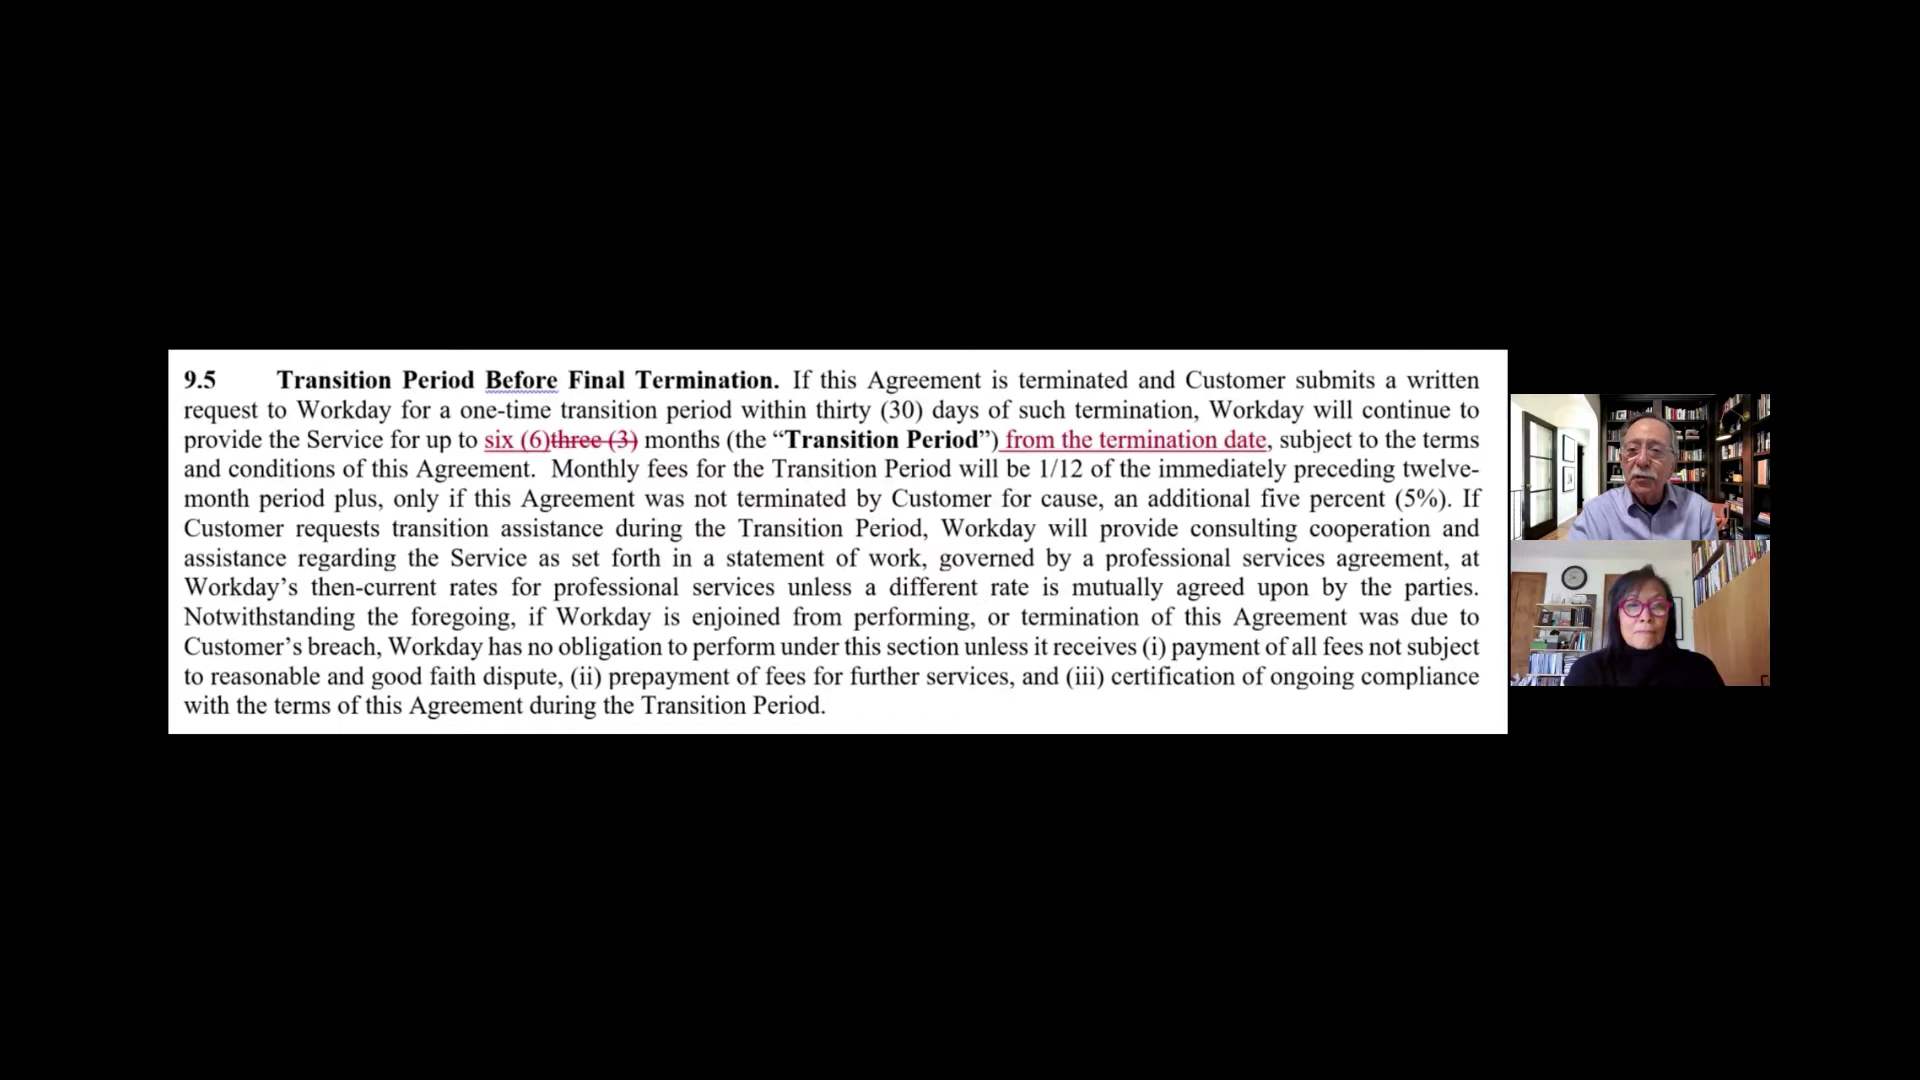 9.5 Transition Period Before Final Termination. If this Agreement is terminated and Customer submits a written
request to Workday for a one-time transition period within thirty (30) days of such termination, Workday will continue to
provide the Service for up to six (6)three (3) months (the “Transition Period”) from the termination date, subject to the terms
and conditions of this Agreement. Monthly fees for the Transition Period will be 1/12 of the immediately preceding twelve-
month period plus, only if this Agreement was not terminated by Customer for cause, an additional five percent (5%). If
Customer requests transition assistance during the Transition Period, Workday will provide consulting cooperation and
assistance regarding the Service as set forth in a statement of work, governed by a professional services agreement, at
Workday’s then-current rates for professional services unless a different rate is mutually agreed upon by the parties.
Notwithstanding the foregoing, if Workday is enjoined from performing, or termination of this Agreement was due to
Customer’s breach, Workday has no obligation to perform under this section unless it receives (i) payment of all fees not subject
to reasonable and good faith dispute, (ii) prepayment of fees for further services, and (iii) certification of ongoing compliance
with the terms of this Agreement during the Transition Period.